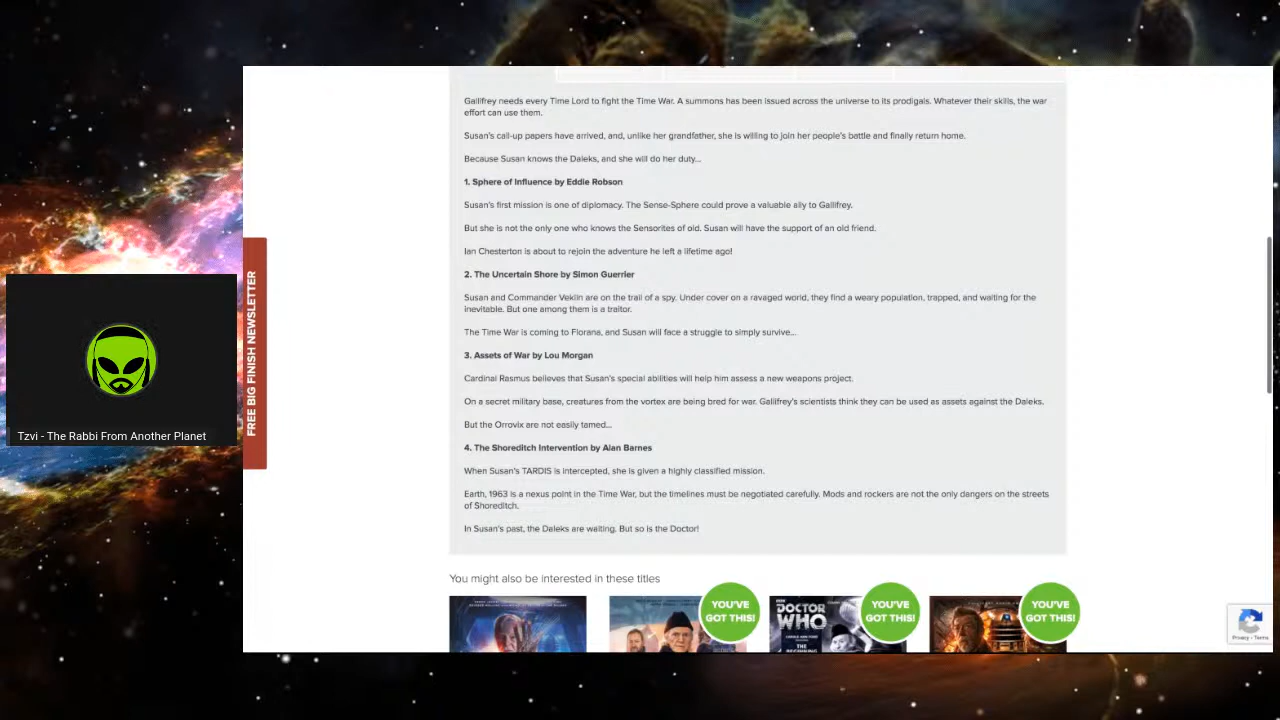 Gallifrey needs every Time Lord to fight the Time War. A summons has been issued across the universe to its prodigals. Whatever their skills, the war
effort can use them.
Susan's call-up papers have arrived, and, unlike her grandfather, she is willing to join her people's battle and finally return home.
Because Susan knows the Daleks, and she will do her duty...
1. Sphere of Influence by Eddie Robson
Susan's first mission is one of diplomacy. The Sense-Sphere could prove a valuable ally to Gallifrey.
But she is not the only one who knows the Sensorites of old. Susan will have the support of an old friend.
Ian Chesterton is about to rejoin the adventure he left a lifetime ago!
2. The Uncertain Shore by Simon Guerrier
Susan and Commander Veklin are on the trail of a spy. Under cover on a ravaged world, they find a weary population, trapped, and waiting for the
inevitable. But one among them is a traitor.
The Time War is coming to Florana, and Susan will face a struggle to simply survive...
3. Assets of War by Lou Morgan
Cardinal Rasmus believes that Susan's special abilities will help him assess a new weapons project.
On a secret military base, creatures from the vortex are being bred for war. Gallifrey's scientists think they can be used as assets against the Daleks.
But the Orrovix are not easily tamed...
4. The Shoreditch Intervention by Alan Barnes
When Susan's TARDIS is intercepted, she is given a highly classified mission.
Earth, 1963 is a nexus point in the Time War, but the timelines must be negotiated carefully. Mods and rockers are not the only dangers on the streets
of Shoreditch.
In Susan's past, the Daleks are waiting. But so is the Doctor!
You might also be interested in these titles
YOU'VE
GOT THIS!
DOCTOR
WHO
THE
BEGINNING
YOU'VE
GOT THIS!
YOU'VE
GOT THIS!
FREE BIG FINISH NEWSLETTER
Tzvi - The Rabbi From Another Planet
Privacy - Terms